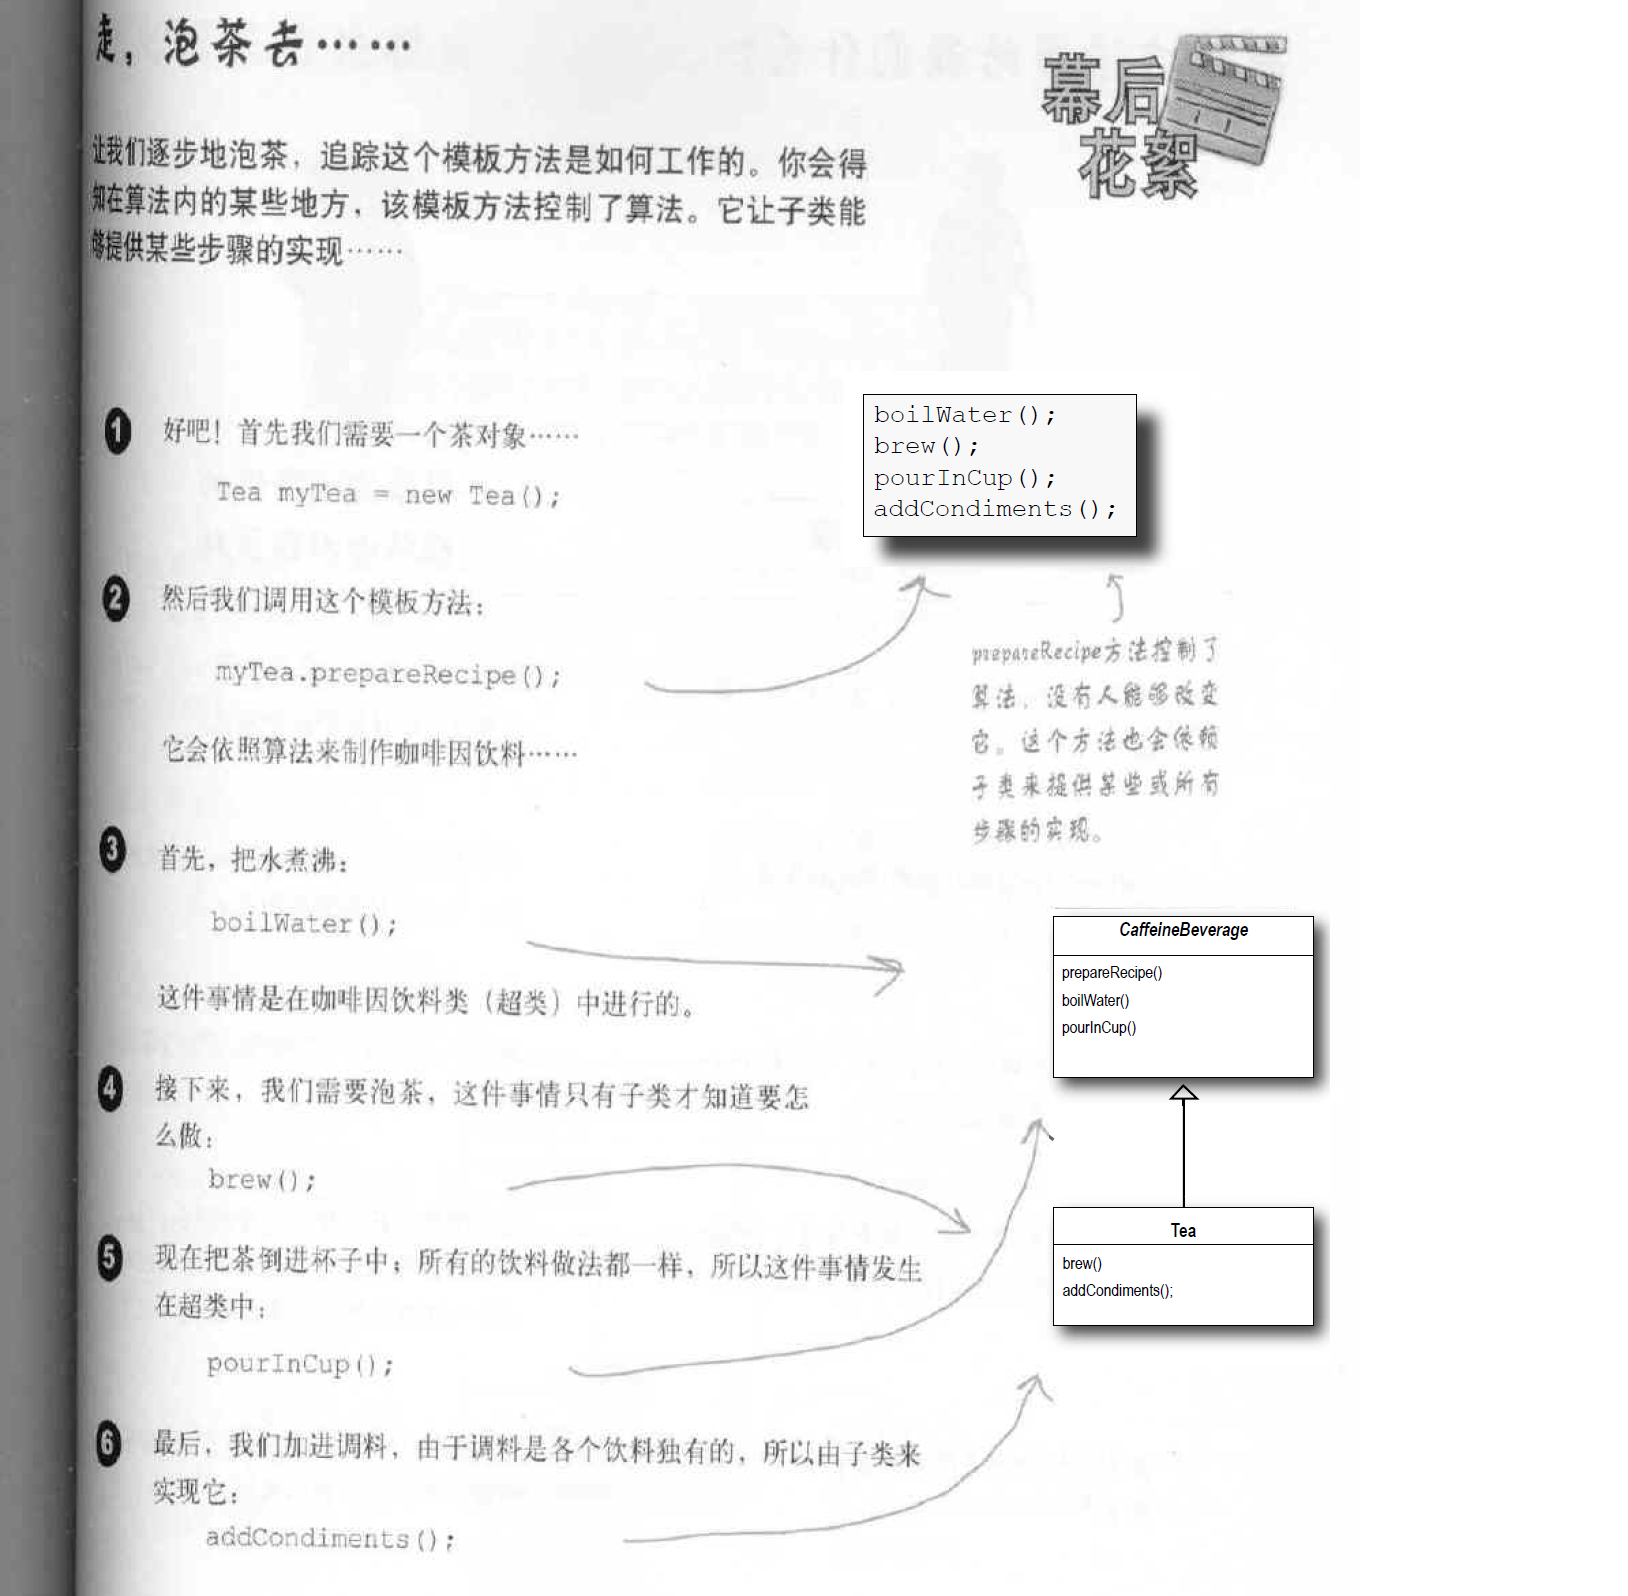 走，泡茶去……
幕后
花絮
让我们逐步地泡茶，追踪这个模板方法是如何工作的。你会得
知在算法内的某些地方，该模板方法控制了算法。它让子类能
够提供某些步骤的实现……
1 好吧！首先我们需要一个茶对象……
Tea myTea = new Tea();
boilWater();
brew();
pourInCup();
addCondiments();
2 然后我们调用这个模板方法：
myTea.prepareRecipe();
它会依照算法来制作咖啡因饮料……
prepareRecipe方法控制了
算法，没有人能够改变
它。这个方法也会依赖
子类来提供某些或所有
步骤的实现。
3 首先，把水煮沸：
boilWater();
这件事情是在咖啡因饮料类（超类）中进行的。
CaffeineBeverage
prepareRecipe()
boilWater()
pourInCup()
4 接下来，我们需要泡茶，这件事情只有子类才知道要怎
么做：
brew();
Tea
brew()
addCondiments();
5 现在把茶倒进杯子中；所有的饮料做法都一样，所以这件事情发生
在超类中：
pourInCup();
6 最后，我们加进调料，由于调料是各个饮料独有的，所以由子类来
实现它：
addCondiments();